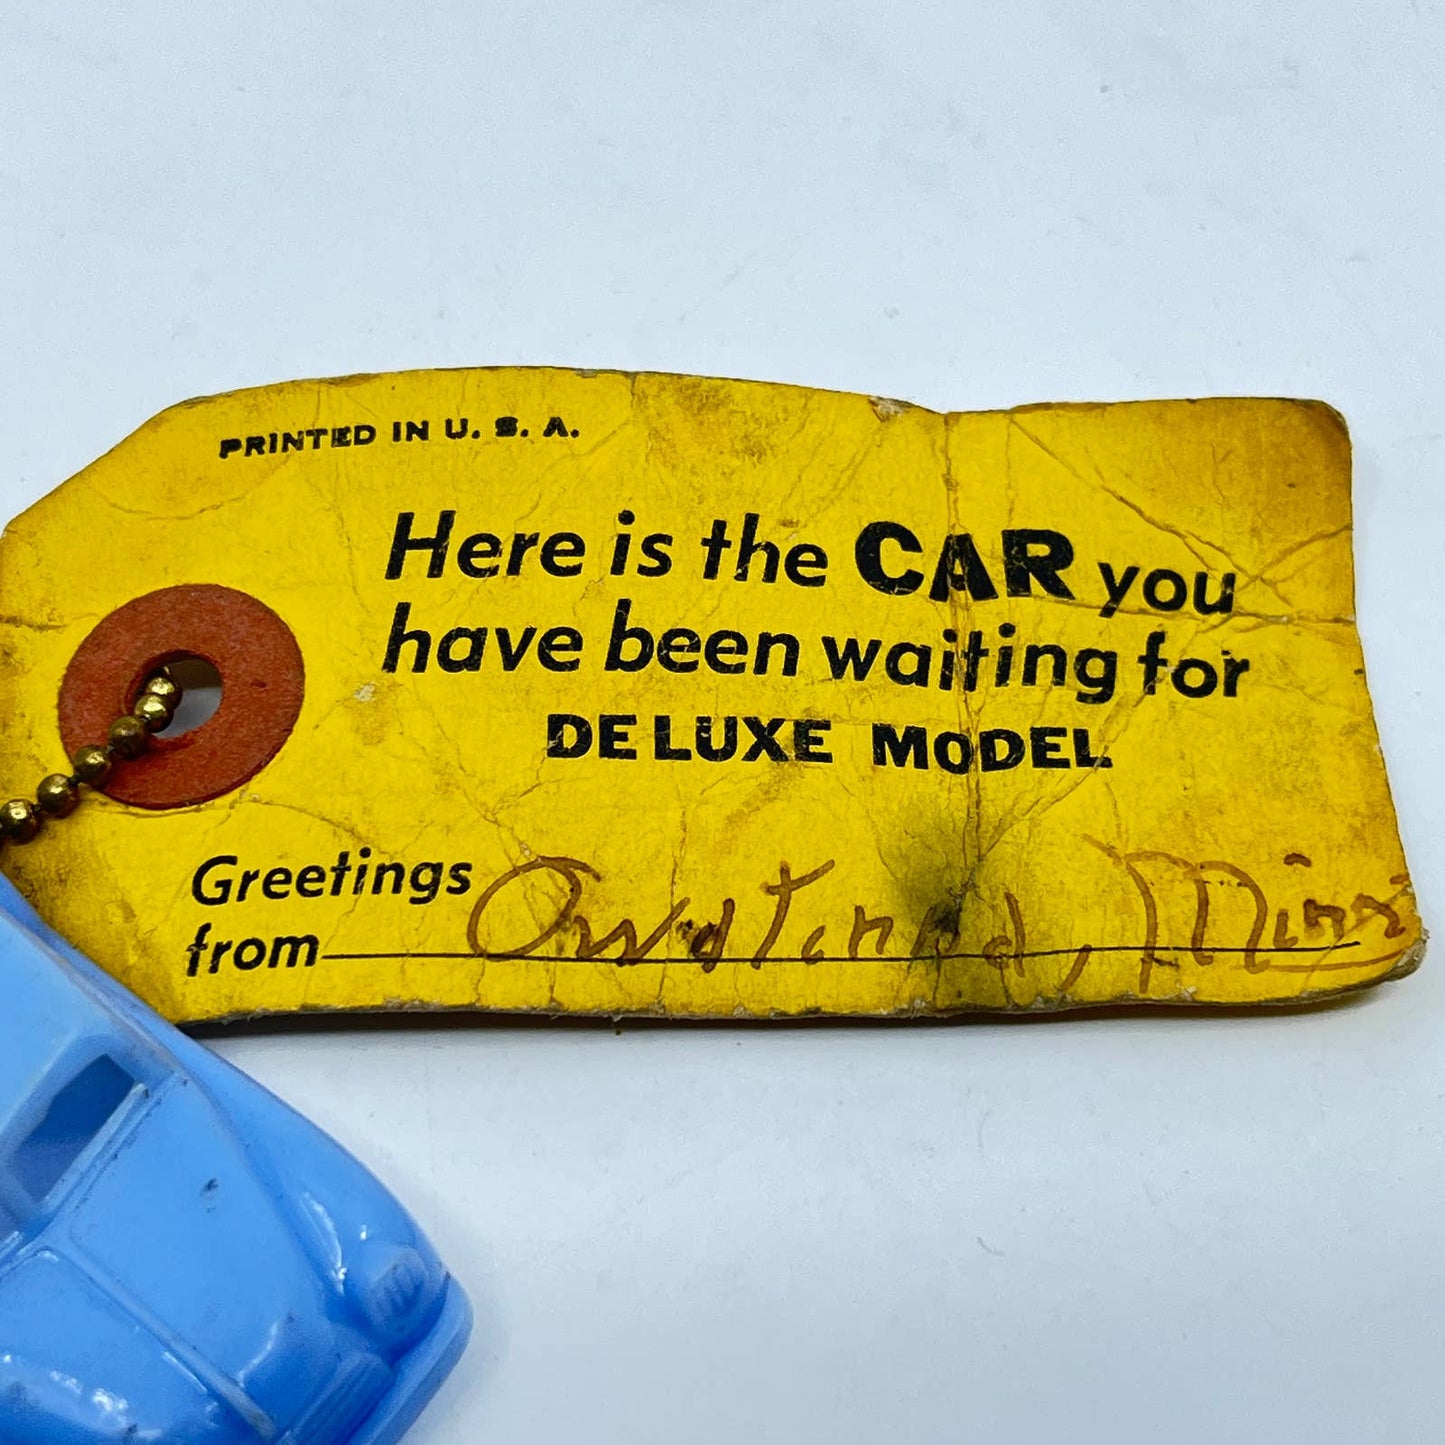 PRINTED IN U. S. A.
Here is the CAR you
have been waiting for
DE LUXE MODEL
Greetings
from Owatonna, Minn